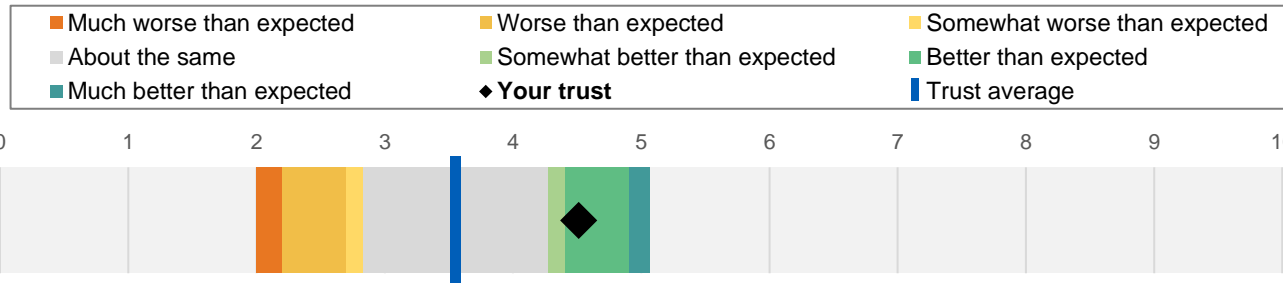 Much worse than expected Worse than expected Somewhat worse than expected
About the same Somewhat better than expected Better than expected
Much better than expected Your trust Trust average
0 1 2 3 4 5 6 7 8 9 10